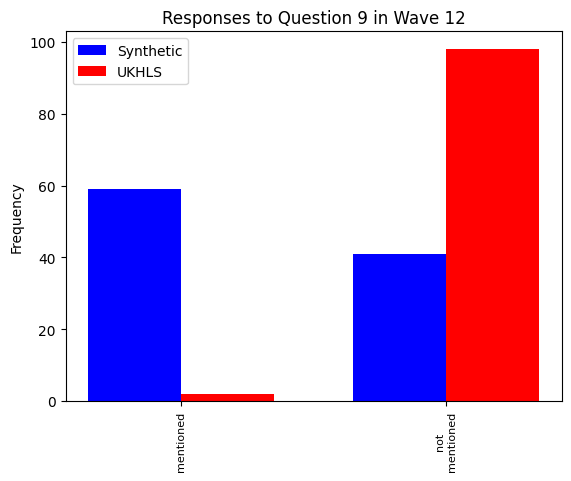 Responses to Question 9 in Wave 12
Synthetic
UKHLS
Frequency
100
80
60
40
20
0
mentioned
not
mentioned